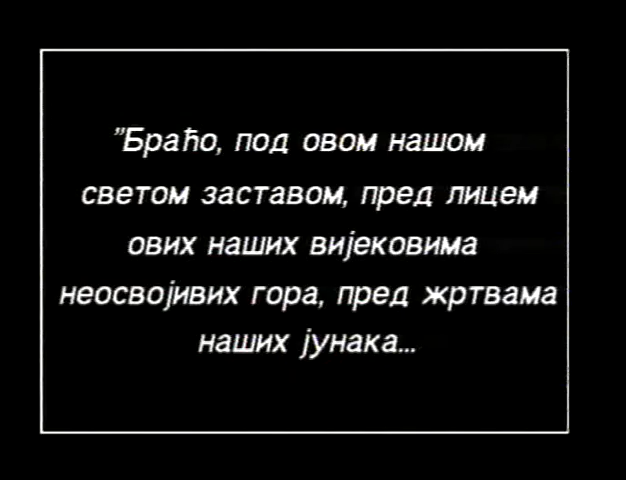 "Браћо, под овом нашом
светом заставом, пред лицем
ових наших вијековима
неосвојивих гора, пред жртвама
наших јунака...